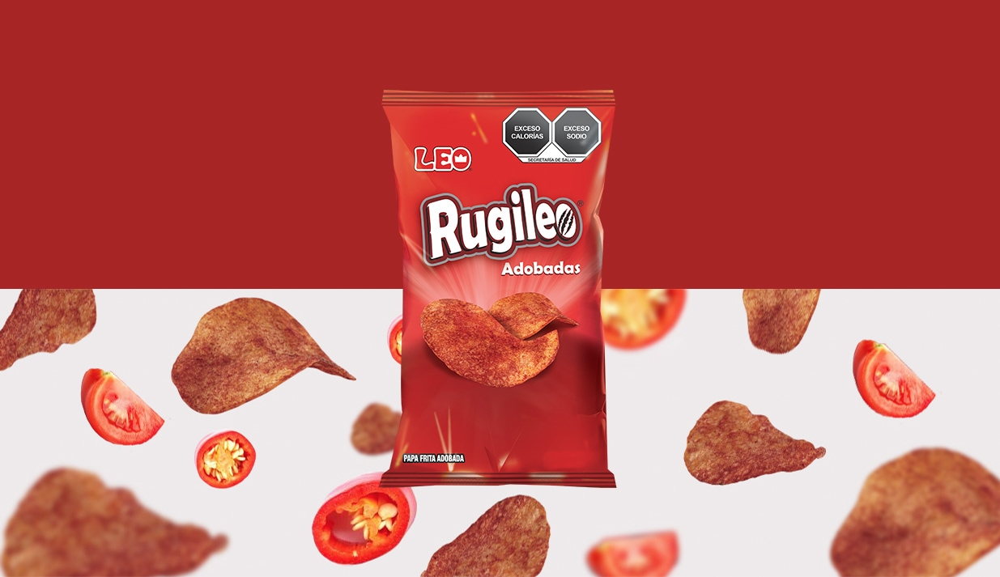 EXCESO
CALORÍAS
EXCESO
SODIO
SECRETARÍA DE SALUD
LEO
Rugileo®
Adobadas
PAPA FRITA ADOBADA